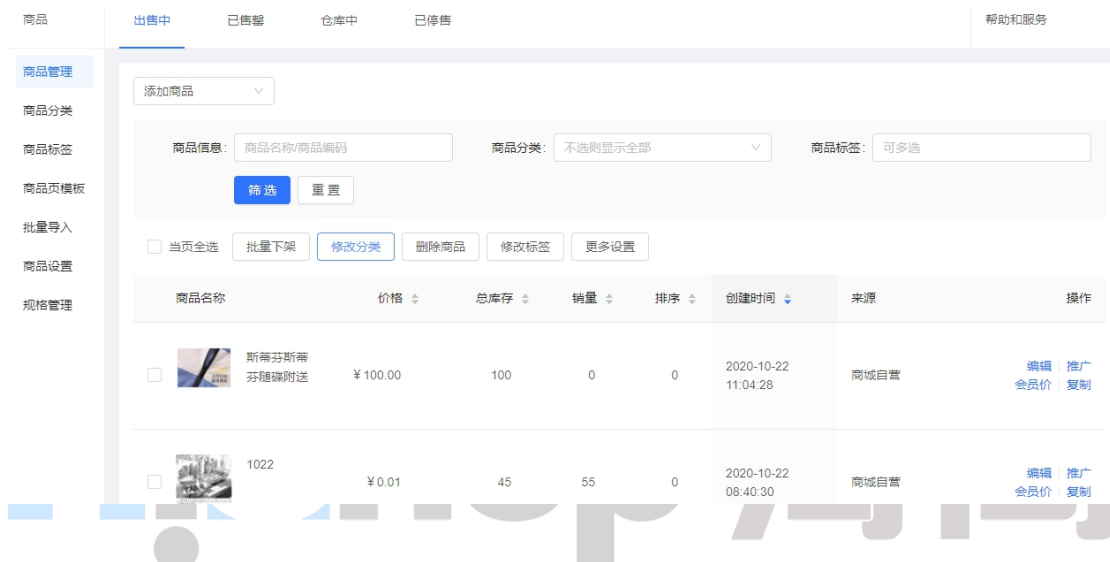 商品
出售中 已售罄 仓库中 已停售 帮助和服务
商品管理
商品分类
商品标签
商品页模板
批量导入
商品设置
规格管理
添加商品
商品信息: 商品名称/商品编码 商品分类: 不选则显示全部 商品标签: 可多选
筛选 重置
当页全选 批量下架 修改分类 删除商品 修改标签 更多设置
商品名称 价格 总库存 销量 排序 创建时间 来源 操作
斯蒂芬斯蒂 2020-10-22 编辑 推广
芬随碟附送 ¥100.00 100 0 0 11:04:28 商城自营 会员价 复制
1022 2020-10-22 编辑 推广
¥0.01 45 55 0 08:40:30 商城自营 会员价 复制